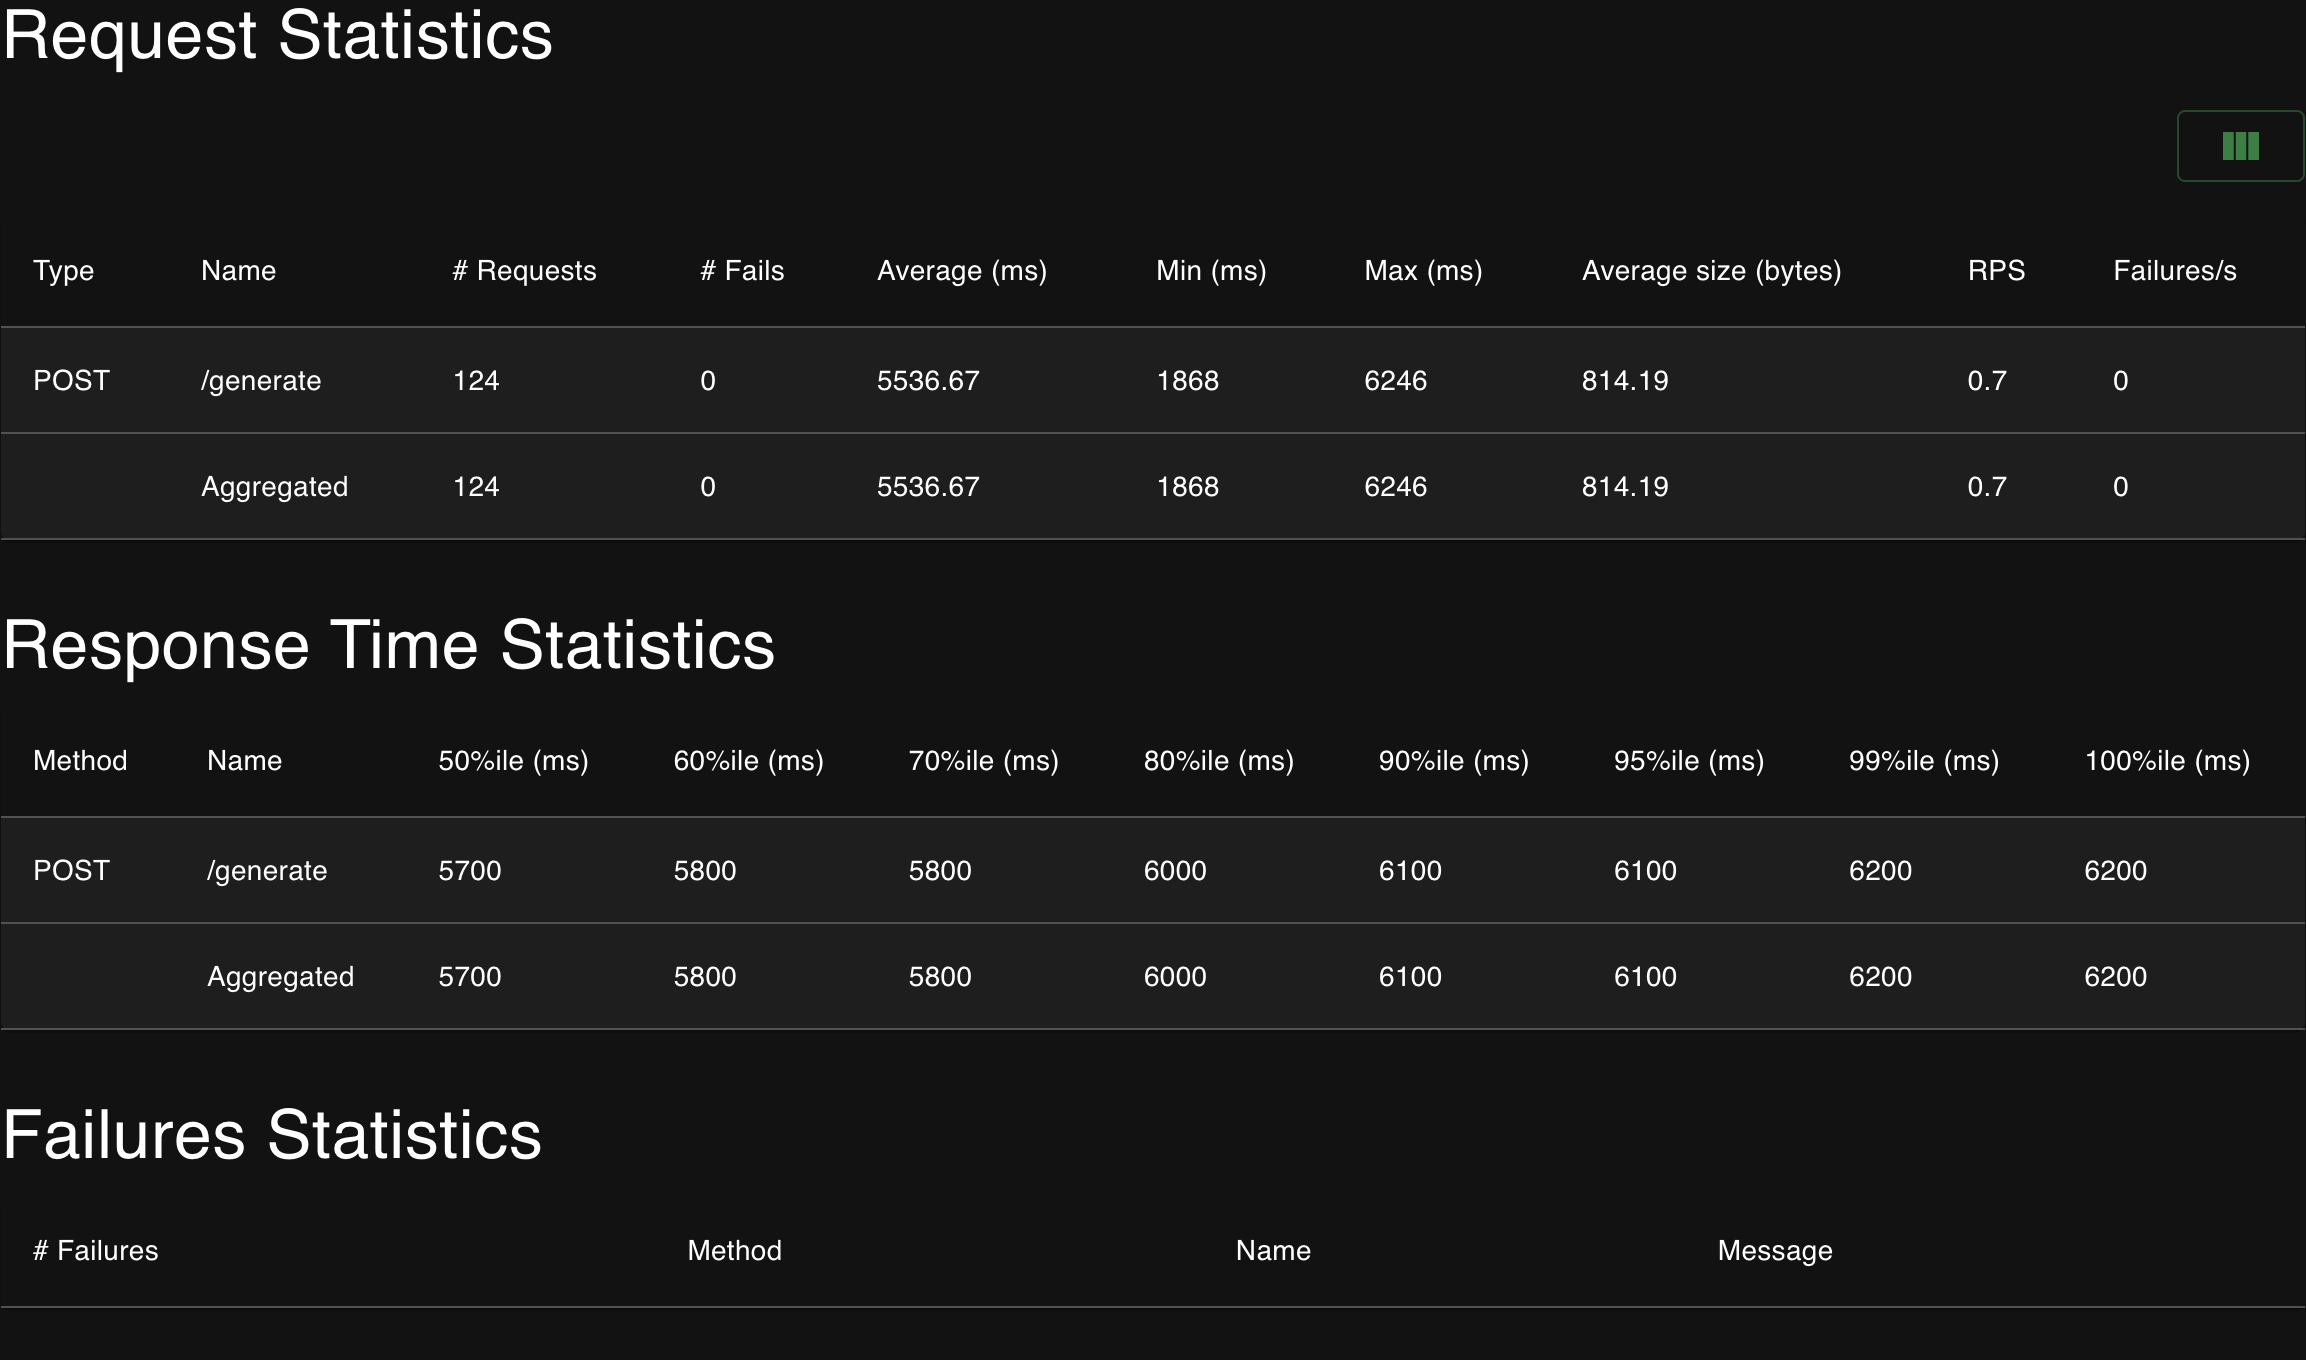 Request Statistics
Type Name # Requests # Fails Average (ms) Min (ms) Max (ms) Average size (bytes) RPS Failures/s
POST /generate 124 0 5536.67 1868 6246 814.19 0.7 0
Aggregated 124 0 5536.67 1868 6246 814.19 0.7 0
Response Time Statistics
Method Name 50%ile (ms) 60%ile (ms) 70%ile (ms) 80%ile (ms) 90%ile (ms) 95%ile (ms) 99%ile (ms) 100%ile (ms)
POST /generate 5700 5800 5800 6000 6100 6100 6200 6200
Aggregated 5700 5800 5800 6000 6100 6100 6200 6200
Failures Statistics
# Failures Method Name Message